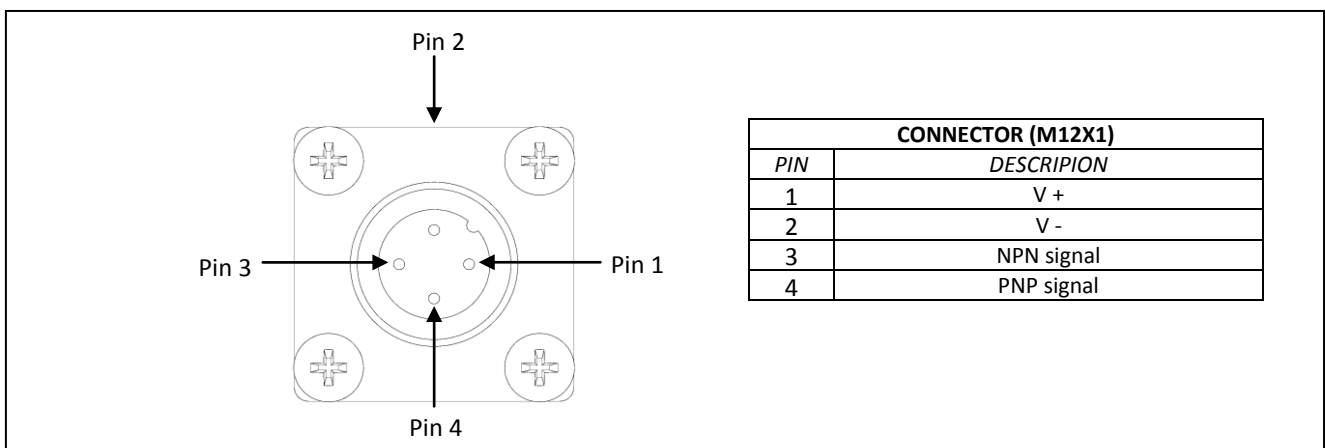 Pin 2
Pin 3
Pin 1
Pin 4
CONNECTOR (M12X1)
PIN DESCRIPION
1 V +
2 V -
3 NPN signal
4 PNP signal